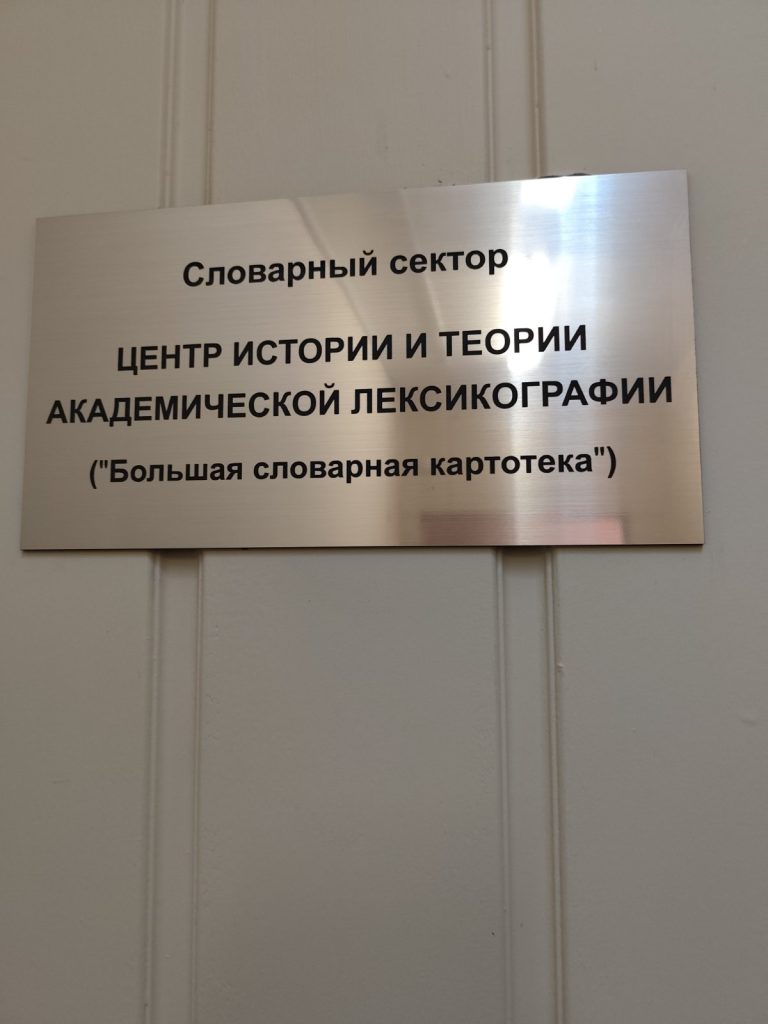 Словарный сектор
ЦЕНТР ИСТОРИИ И ТЕОРИИ
АКАДЕМИЧЕСКОЙ ЛЕКСИКОГРАФИИ
("Большая словарная картотека")